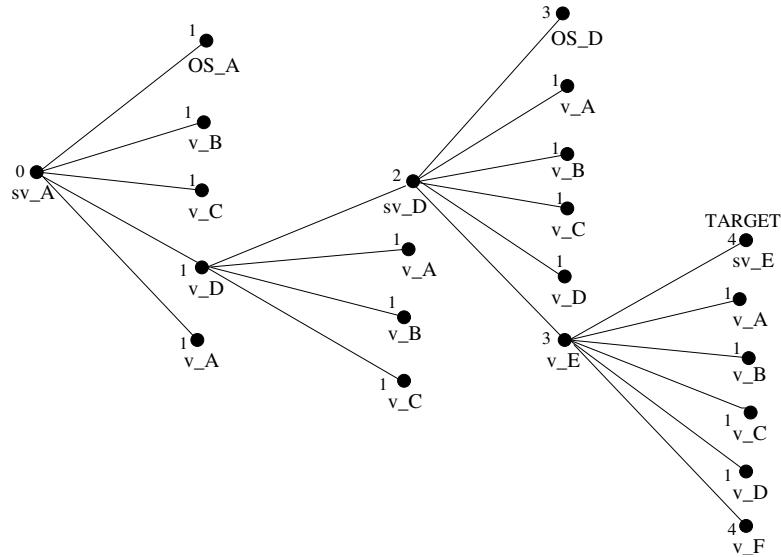 1
OS_A
1
v_B
0
sv_A
1
v_C
1
v_D
1
v_A
2
sv_D
1
v_A
1
v_B
1
v_C
3
OS_D
1
v_A
1
v_B
1
v_C
1
v_D
3
v_E
TARGET
4
sv_E
1
v_A
1
v_B
1
v_C
1
v_D
4
v_F